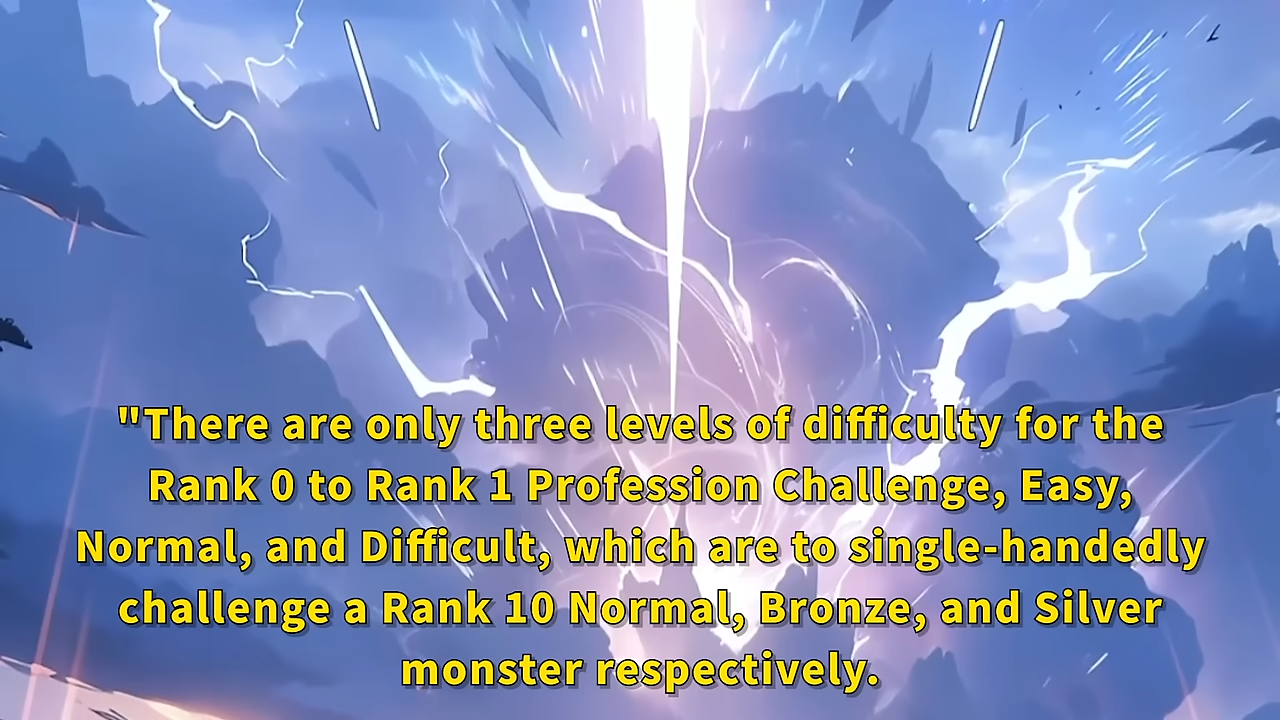 "There are only three levels of difficulty for the
Rank 0 to Rank 1 Profession Challenge, Easy,
Normal, and Difficult, which are to single-handedly
challenge a Rank 10 Normal, Bronze, and Silver
monster respectively.